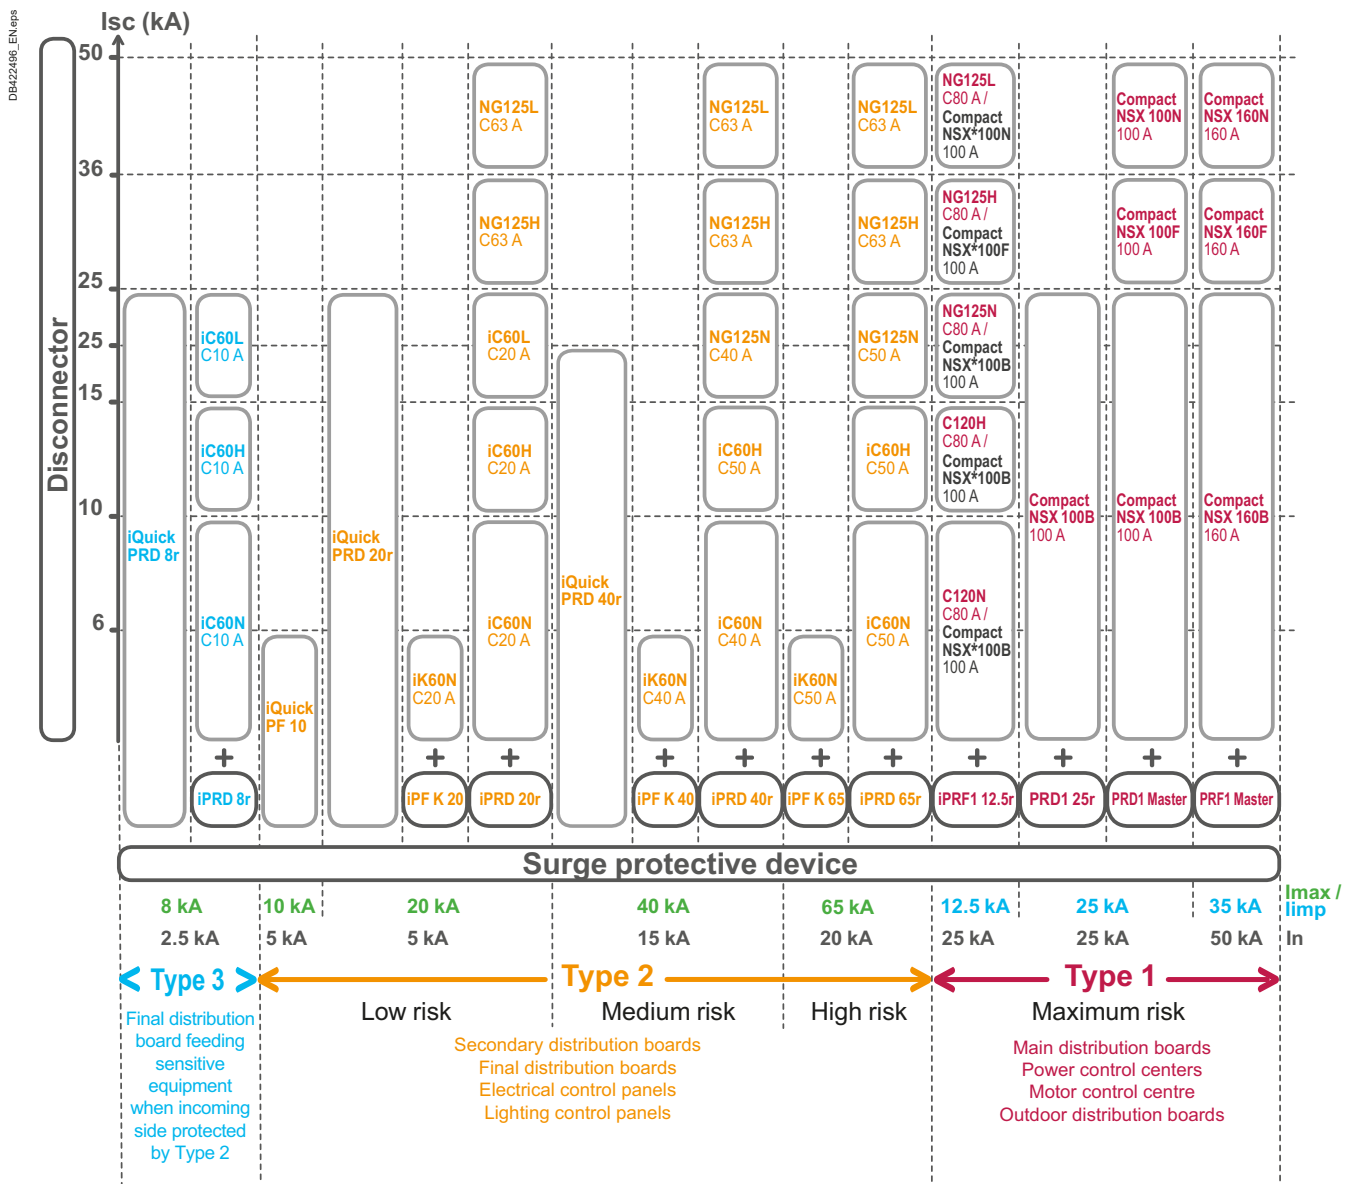 DB422496_EN.eps
Isc (kA)
50
36
25
25
15
10
6
Disconnector
iQuick
PRD 8r
iC60L
C10 A
iC60H
C10 A
iC60N
C10 A
+
iPRD 8r
iQuick
PF 10
iQuick
PRD 20r
iK60N
C20 A
+
iPF K 20
NG125L
C63 A
NG125H
C63 A
iC60L
C20 A
iC60H
C20 A
iC60N
C20 A
+
iPRD 20r
iQuick
PRD 40r
iK60N
C40 A
+
iPF K 40
NG125L
C63 A
NG125H
C63 A
NG125N
C40 A
iC60H
C50 A
iC60N
C40 A
+
iPRD 40r
iK60N
C50 A
+
iPF K 65
NG125L
C63 A
NG125H
C63 A
NG125N
C50 A
iC60H
C50 A
iC60N
C50 A
+
iPRD 65r
NG125L
C80 A /
Compact
NSX*100N
100 A
NG125H
C80 A /
Compact
NSX*100F
100 A
NG125N
C80 A /
Compact
NSX*100B
100 A
C120H
C80 A /
Compact
NSX*100B
100 A
C120N
C80 A /
Compact
NSX*100B
100 A
+
iPRF1 12.5r
Compact
NSX 100B
100 A
+
PRD1 25r
Compact
NSX 100N
100 A
Compact
NSX 100F
100 A
Compact
NSX 100B
100 A
+
PRD1 Master
Compact
NSX 160N
160 A
Compact
NSX 160F
160 A
Compact
NSX 160B
160 A
+
PRF1 Master
Surge protective device
8 kA 10 kA 20 kA 40 kA 65 kA 12.5 kA 25 kA 35 kA Imax /
limp
2.5 kA 5 kA 5 kA 15 kA 20 kA 25 kA 25 kA 50 kA In
Type 3 Type 2 Type 1
Low risk Medium risk High risk Maximum risk
Final distribution
board feeding
sensitive
equipment
when incoming
side protected
by Type 2
Secondary distribution boards
Final distribution boards
Electrical control panels
Lighting control panels
Main distribution boards
Power control centers
Motor control centre
Outdoor distribution boards